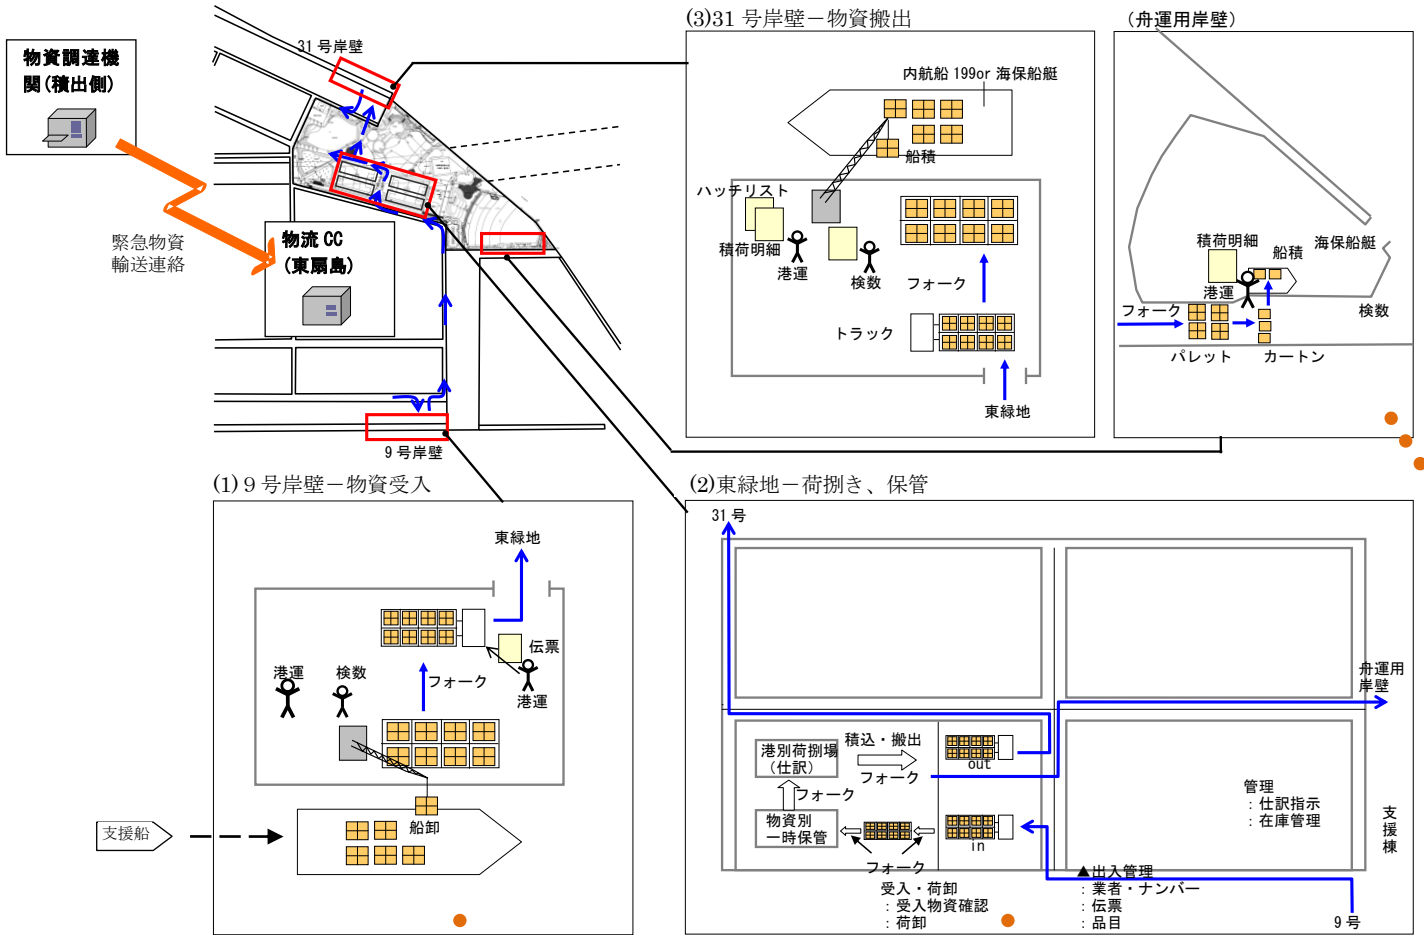 物資調達機
関(積出側)
緊急物資
輸送連絡
物流 CC
(東扇島)
31 号岸壁
9 号岸壁
(3)31 号岸壁－物資搬出
内航船 199or 海保船艇
船積
ハッチリスト
積荷明細
港運
検数
フォーク
トラック
東緑地
(舟運用岸壁)
積荷明細
船積
海保船艇
港運
検数
フォーク
パレット
カートン
(1)９号岸壁－物資受入
東緑地
伝票
港運
検数
フォーク
港運
船卸
支援船
(2)東緑地－荷捌き、保管
31 号
舟運用
岸壁
港別荷捌場
(仕訳)
積込・搬出
フォーク
out
フォーク
物資別
一時保管
in
フォーク
受入・荷卸
：受入物資確認
：荷卸
管理
：仕訳指示
：在庫管理
支援棟
▲出入管理
：業者・ナンバー
：伝票
：品目
9 号